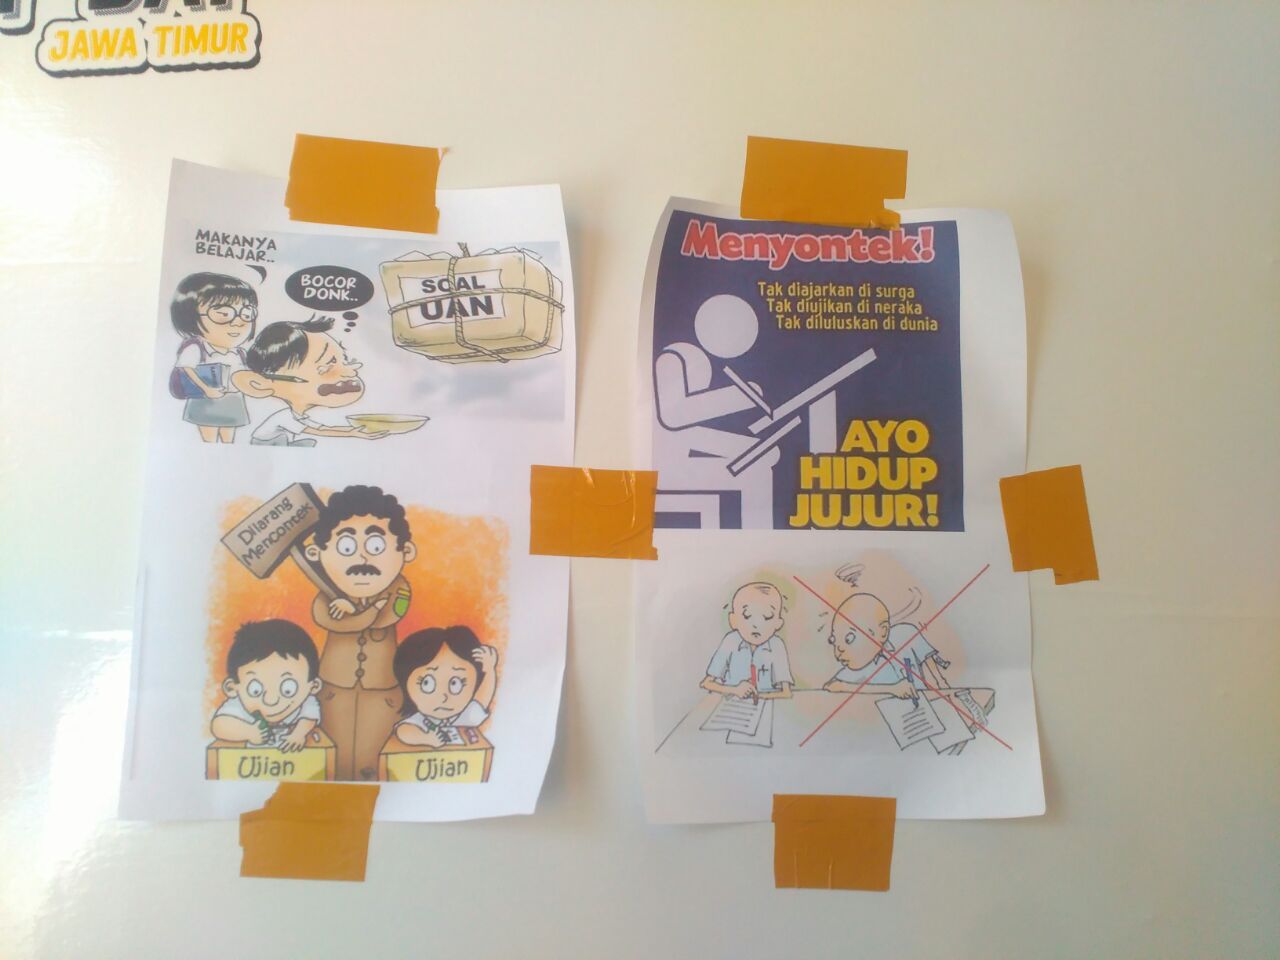 JAWA TIMUR
MAKANYA
BELAJAR..
BOCOR
DONK..
SOAL
UAN
Dilarang
Mencontek
Ujian
Ujian
Menyontek!
Tak diajarkan di surga
Tak diujikan di neraka
Tak diluluskan di dunia
AYO
HIDUP
JUJUR!